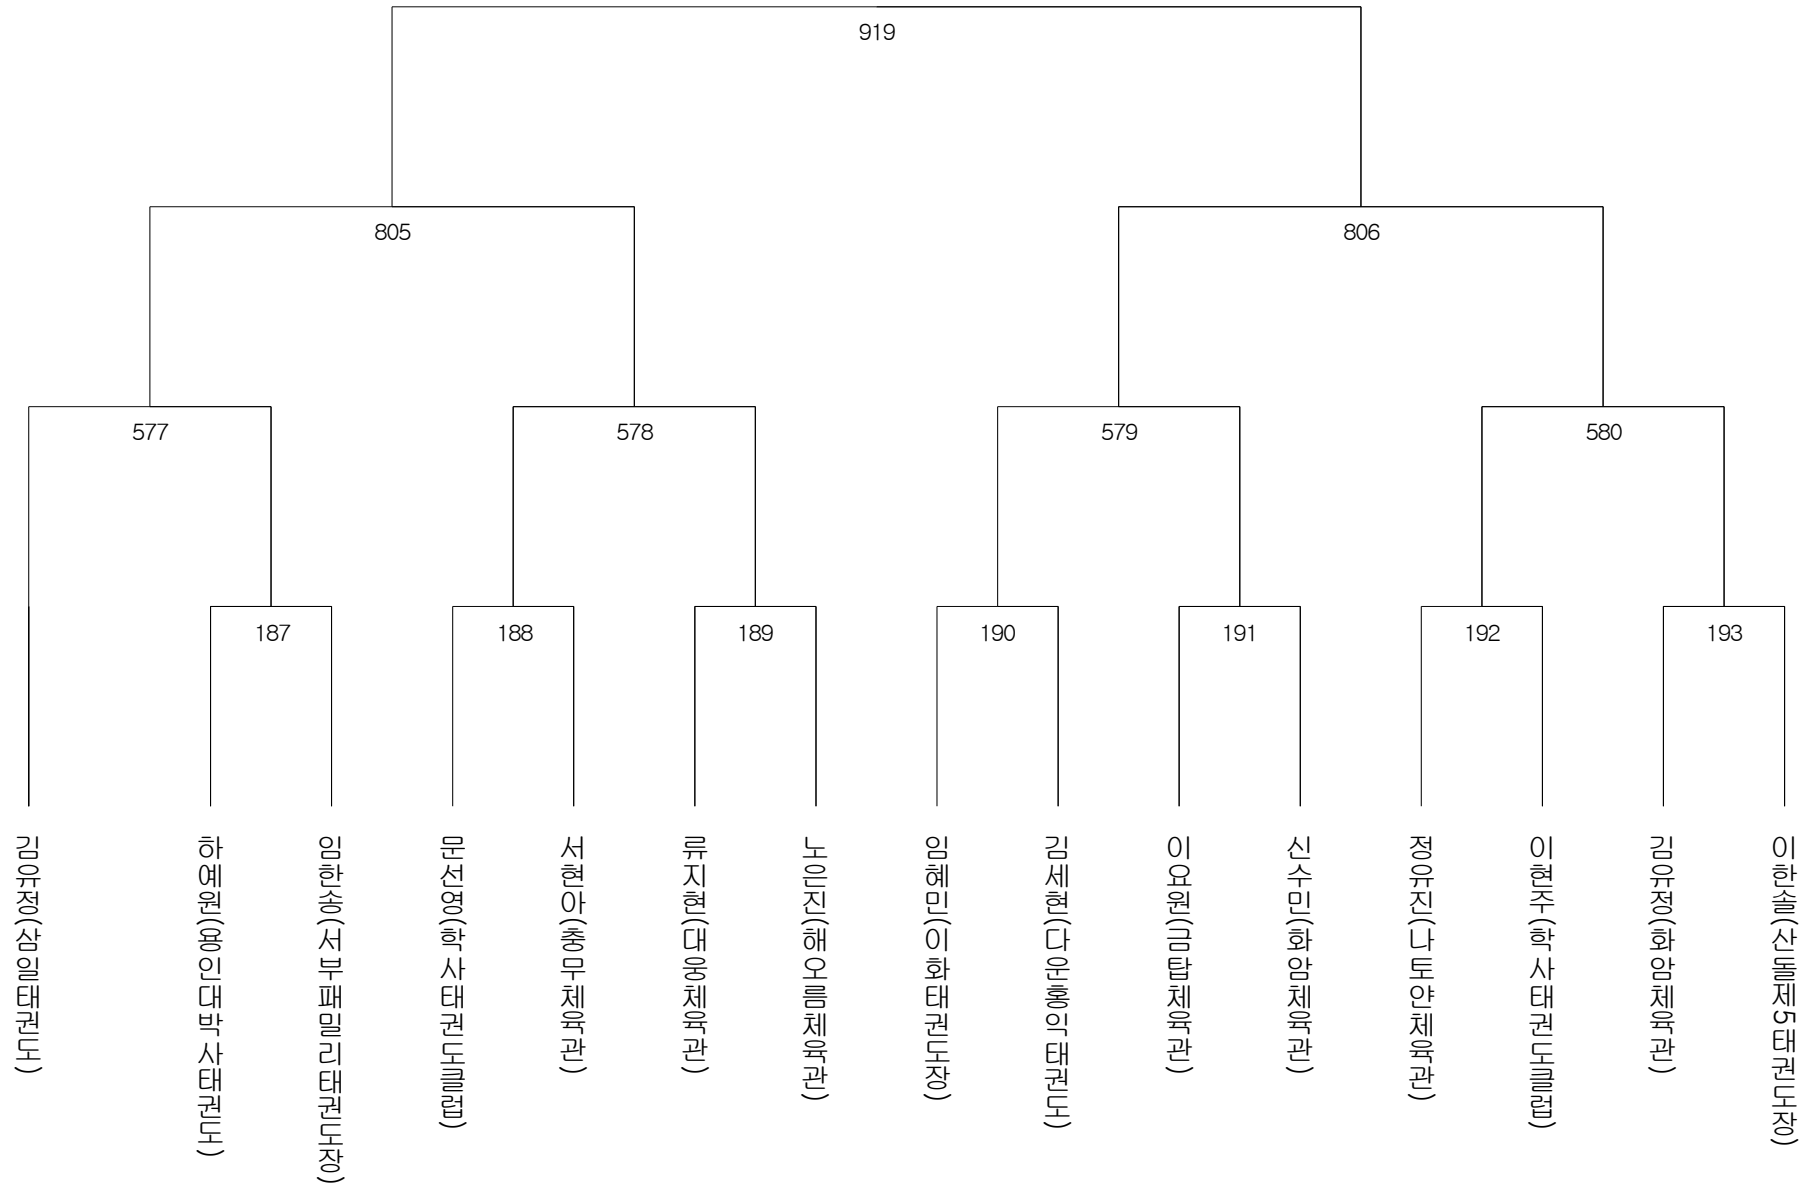 919
805
806
577
578
579
580
187
188
189
190
191
192
193
김유정(삼일태권도)
하예원(용인대박사태권도)
임한송(서부패밀리태권도장)
문선영(학사태권도클럽)
서현아(충무체육관)
류지현(대웅체육관)
노은진(해오름체육관)
임혜민(이화태권도장)
김세현(다운홍익태권도)
이요원(금탑체육관)
신수민(화암체육관)
정유진(나토얀체육관)
이현주(학사태권도클럽)
김유정(화암체육관)
이한솔(산돌제5태권도장)